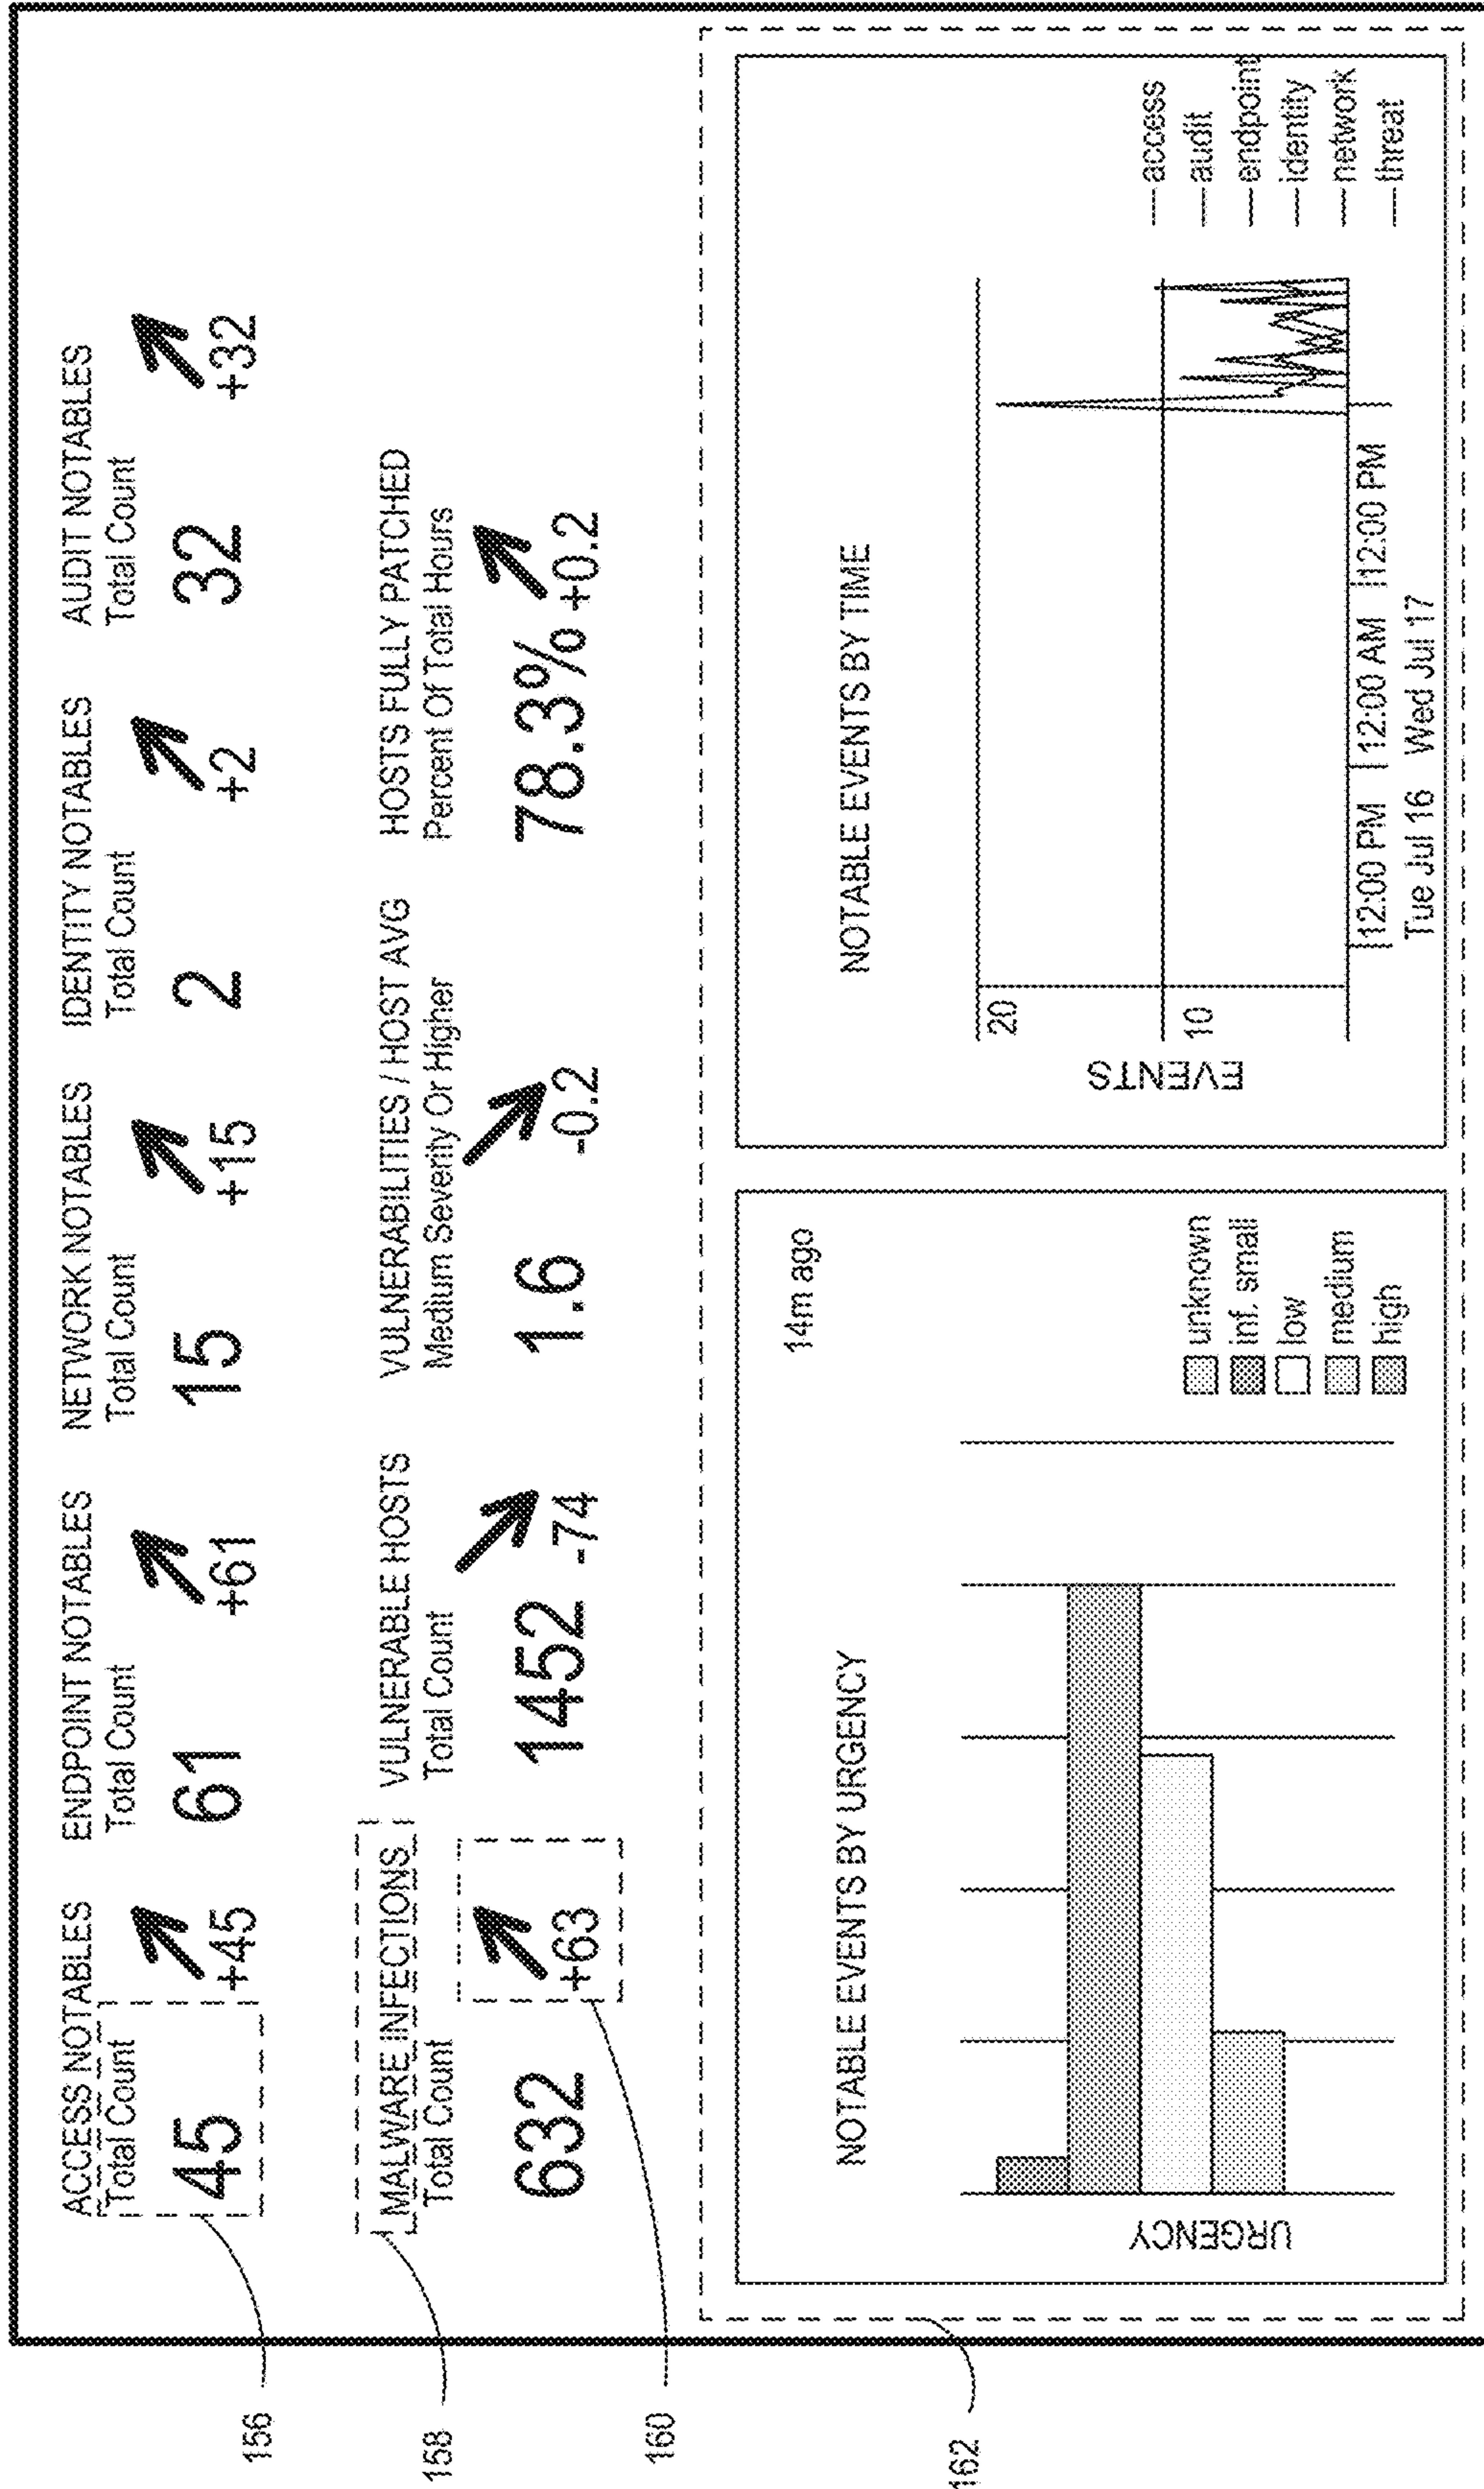 ACCESS NOTABLES
Total Count
45
+45
ENDPOINT NOTABLES
Total Count
61
+61
NETWORK NOTABLES
Total Count
15
+15
IDENTITY NOTABLES
Total Count
2
+2
AUDIT NOTABLES
Total Count
32
+32
MALWARE INFECTIONS
Total Count
632
+63
VULNERABLE HOSTS
Total Count
1452
-74
VULNERABILITIES / HOST AVG
Medium Severity Or Higher
1.6
-0.2
HOSTS FULLY PATCHED
Percent Of Total Hours
78.3%
+0.2
156
158
160
162
NOTABLE EVENTS BY URGENCY
14m ago
URGENCY
unknown
inf. small
low
medium
high
NOTABLE EVENTS BY TIME
EVENTS
20
10
12:00 PM
Tue Jul 16
12:00 AM
Wed Jul 17
12:00 PM
access
audit
endpoint
identity
network
threat